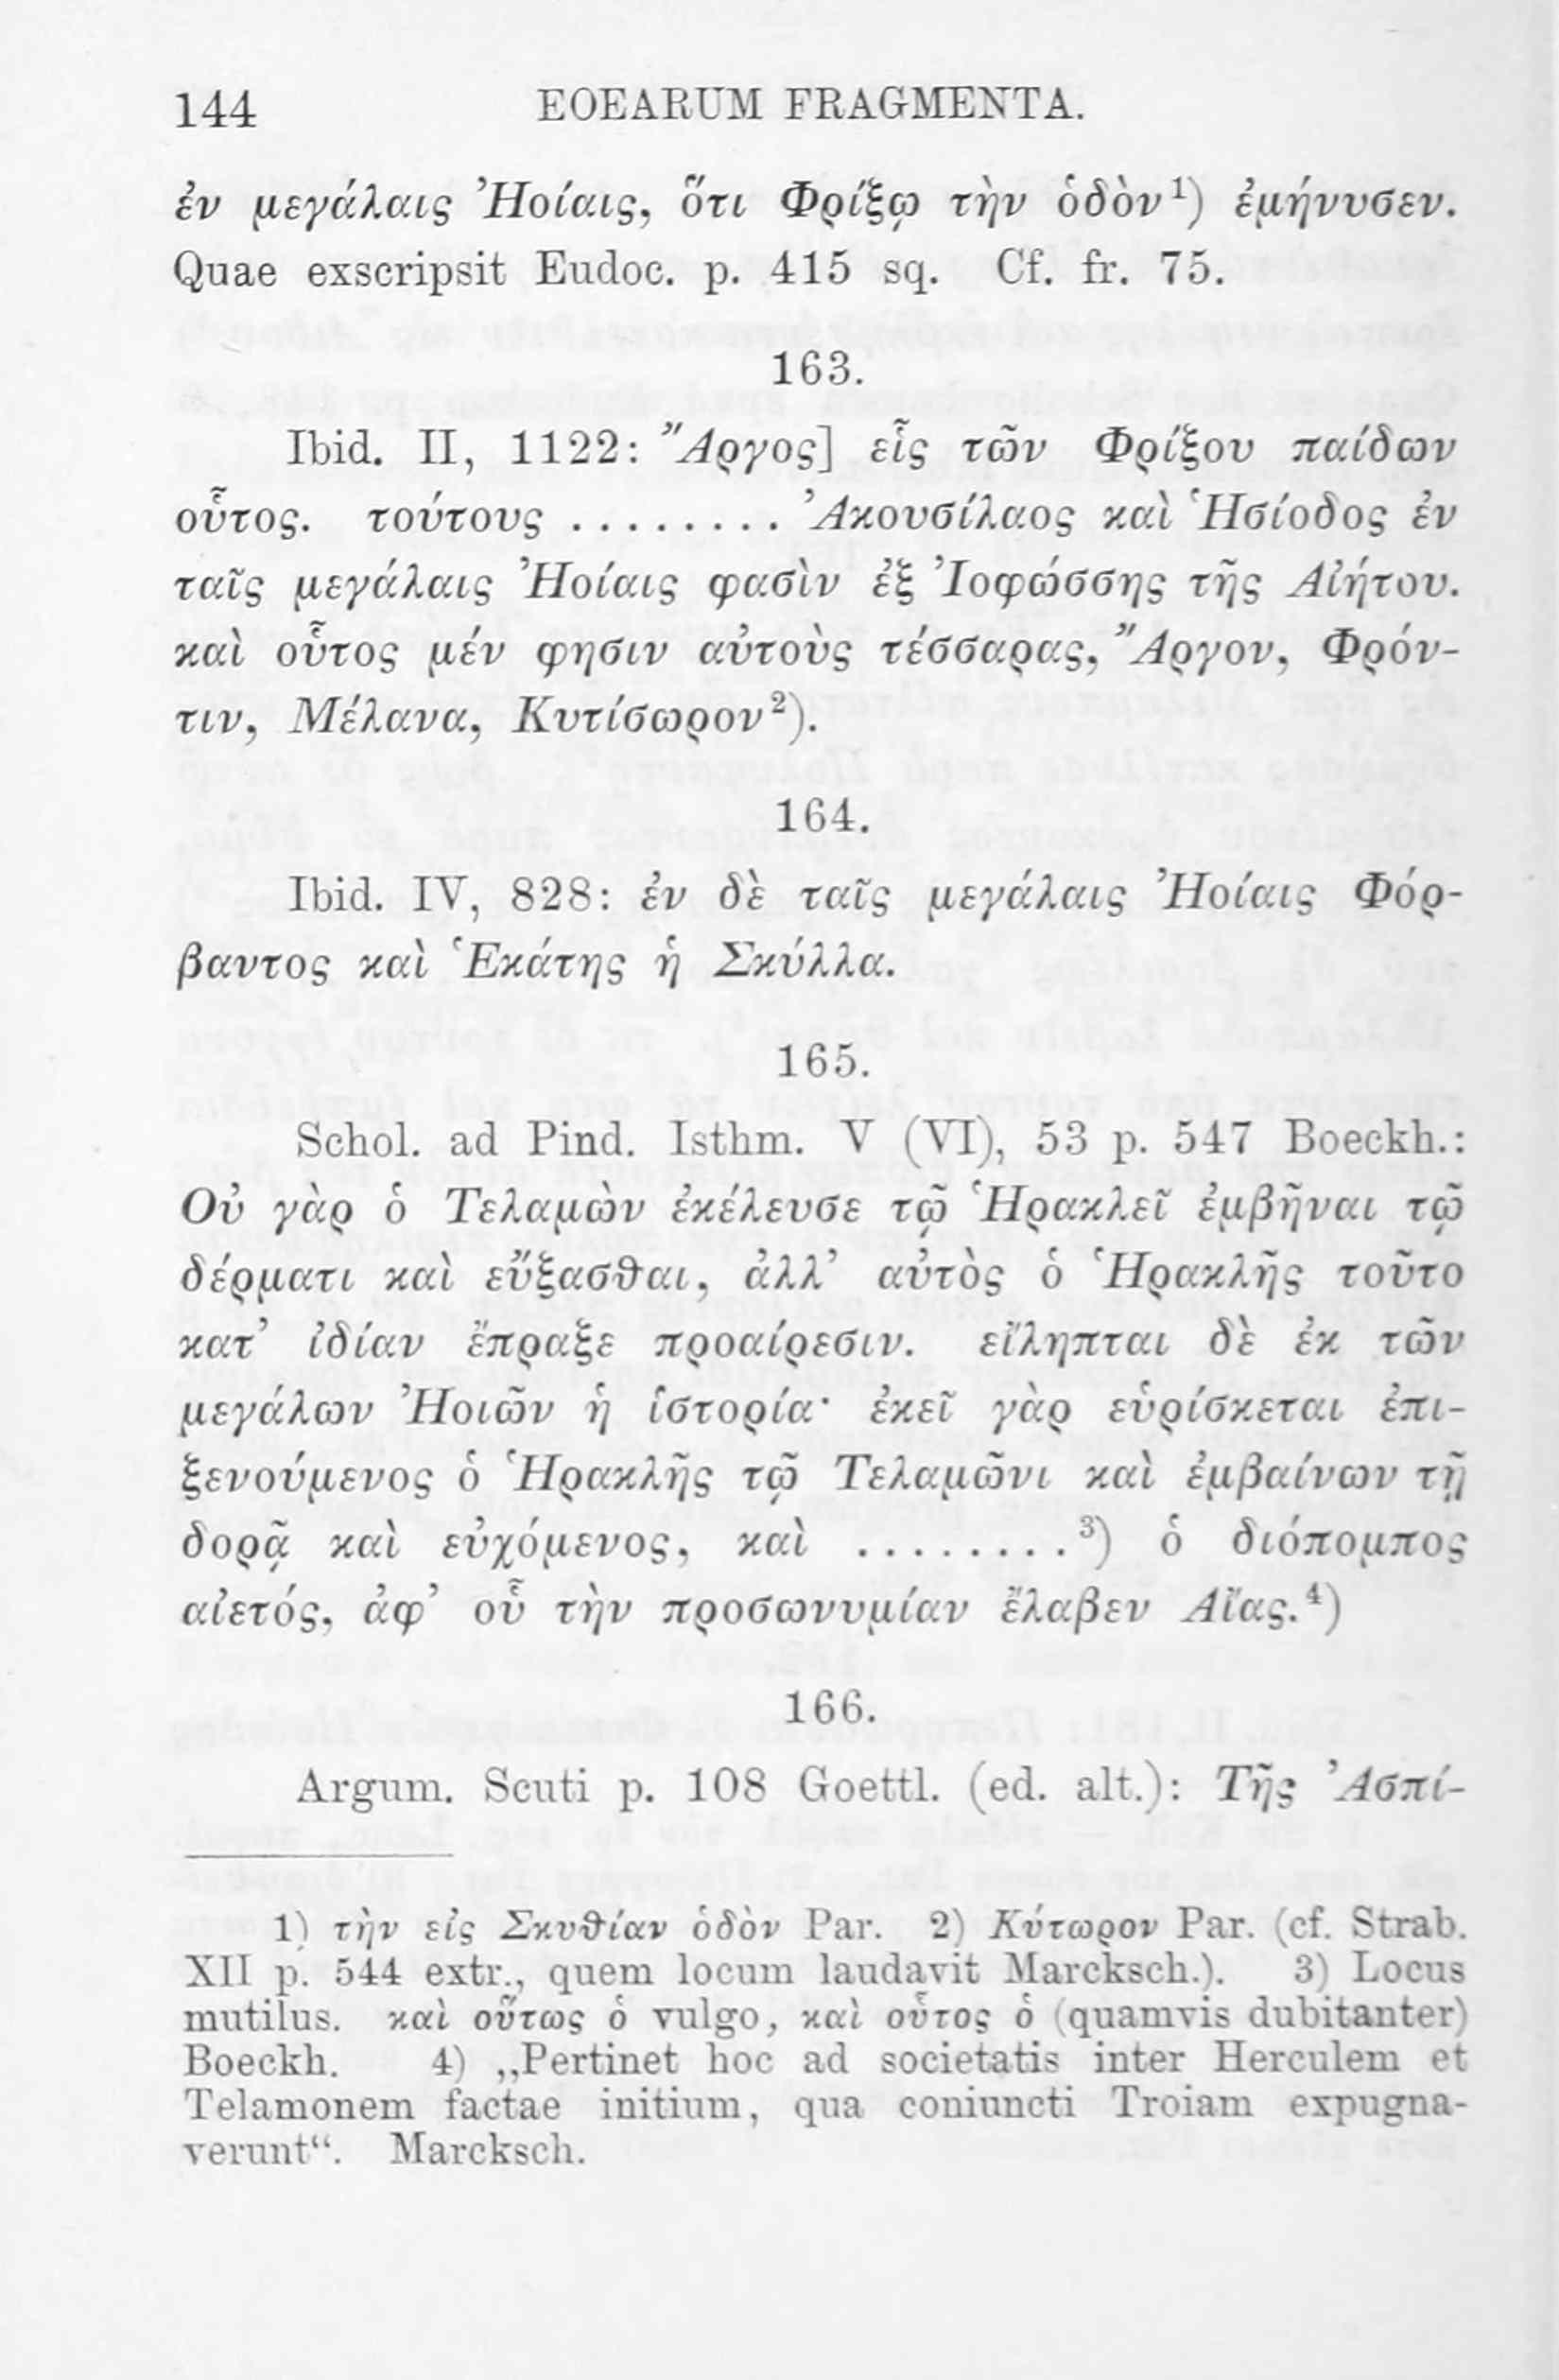 144 EOEARUM FRAGMENTA.
ἐν μεγάλαις Ἠοίαις, ὅτι Φρίξῳ τὴν ὁδὸν¹) ἐμήνυσεν.
Quae exscripsit Eudoc. p. 415 sq. Cf. fr. 75.
163.
Ibid. II, 1122: Ἄργος] εἷς τῶν Φρίξου παίδων
οὗτος. τούτους ........ Ἀκουσίλαος καὶ Ἡσίοδος ἐν
ταῖς μεγάλαις Ἠοίαις φασὶν ἐξ Ἰοφώσσης τῆς Αἰήτου.
καὶ οὗτος μέν φησιν αὐτοὺς τέσσαρας, Ἄργον, Φρόν-
τιν, Μέλανα, Κυτίσωρον²).
164.
Ibid. IV, 828: ἐν δὲ ταῖς μεγάλαις Ἠοίαις Φόρ-
βαντος καὶ Ἑκάτης ἡ Σκύλλα.
165.
Schol. ad Pind. Isthm. V (VI), 53 p. 547 Boeckh.:
Οὐ γὰρ ὁ Τελαμὼν ἐκέλευσε τῷ Ἡρακλεῖ ἐμβῆναι τῷ
δέρματι καὶ εὔξασθαι, ἀλλ’ αὐτὸς ὁ Ἡρακλῆς τοῦτο
κατ’ ἰδίαν ἔπραξε προαίρεσιν. εἴληπται δὲ ἐκ τῶν
μεγάλων Ἠοιῶν ἡ ἱστορία· ἐκεῖ γὰρ εὑρίσκεται ἐπι-
ξενούμενος ὁ Ἡρακλῆς τῷ Τελαμῶνι καὶ ἐμβαίνων τῇ
δορᾷ καὶ εὐχόμενος, καὶ ........³) ὁ διόπομπος
αἰετός, ἀφ’ οὗ τὴν προσωνυμίαν ἔλαβεν Αἴας.⁴)
166.
Argum. Scuti p. 108 Goettl. (ed. alt.): Τῆς Ἀσπί-
1) τὴν εἰς Σκυθίαν ὁδὸν Par. 2) Κύτωρον Par. (cf. Strab.
XII p. 544 extr., quem locum laudavit Marcksch.). 3) Locus
mutilus. καὶ οὕτως ὁ vulgo, καὶ οὗτος ὁ (quamvis dubitanter)
Boeckh. 4) „Pertinet hoc ad societatis inter Herculem et
Telamonem factae initium, qua coniuncti Troiam expugna-
verunt“. Marcksch.